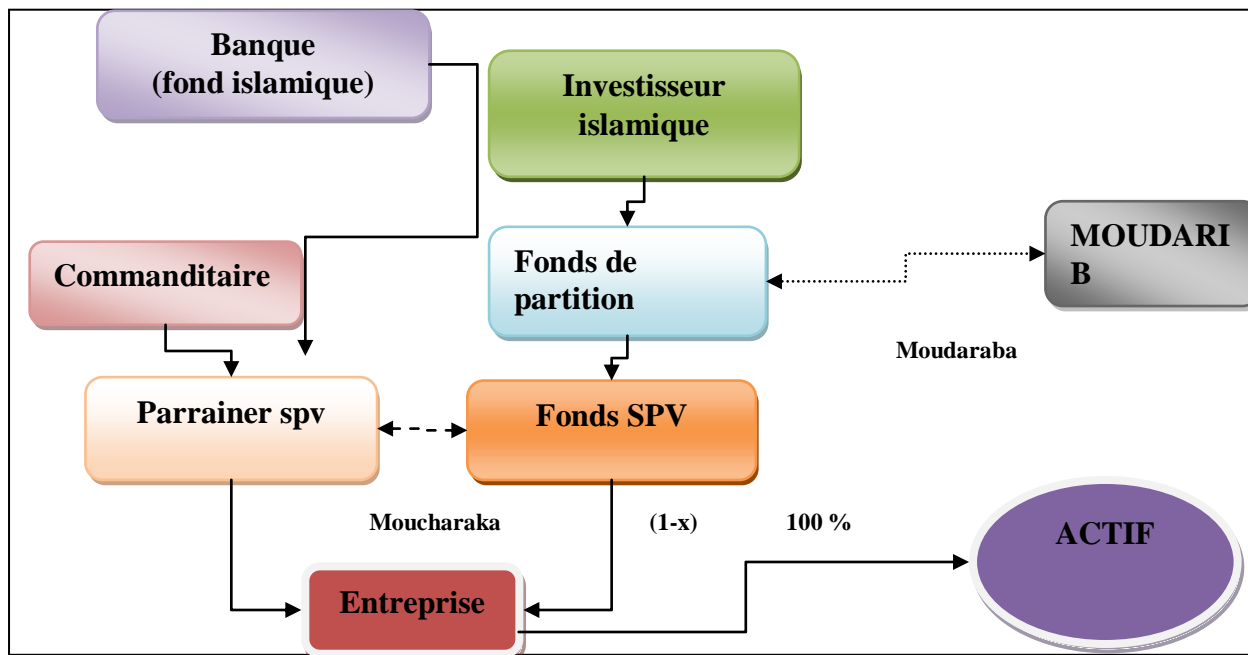 Banque
(fond islamique)
Investisseur
islamique
Commanditaire
Fonds de
partition
MOUDARI
B
Moudaraba
Parrainer spv
Fonds SPV
Moucharaka
(1-x)
100 %
ACTIF
Entreprise